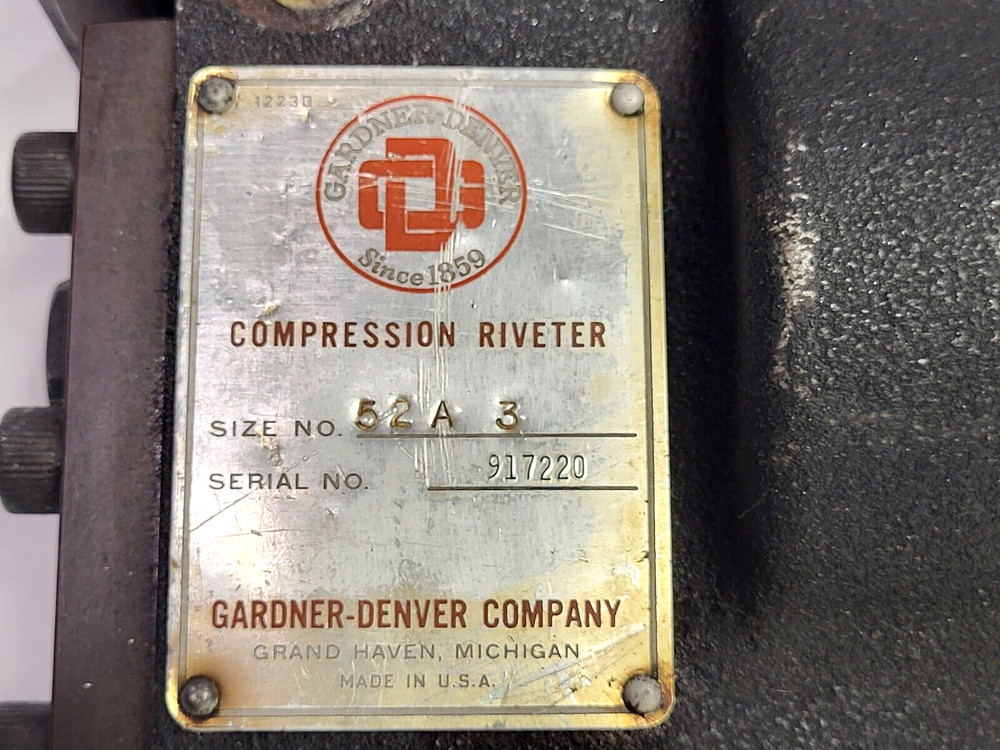 12230
GARDNER-DENVER
Since 1859
COMPRESSION RIVETER
SIZE NO. 52 A 3
SERIAL NO. 917220
GARDNER-DENVER COMPANY
GRAND HAVEN, MICHIGAN
MADE IN U.S.A.